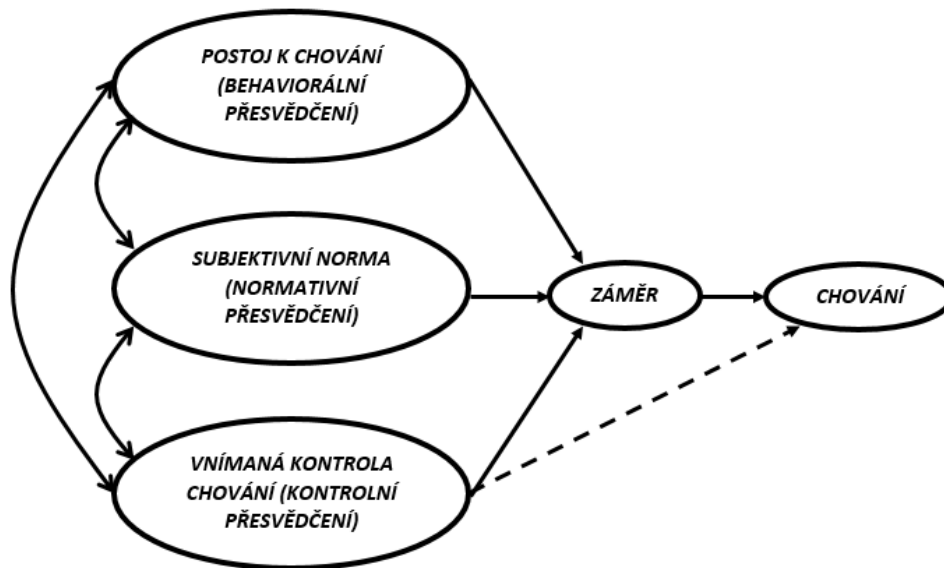 POSTOJ K CHOVÁNÍ
(BEHAVIORÁLNÍ
PŘESVĚDČENÍ)
SUBJEKTIVNÍ NORMA
(NORMATIVNÍ
PŘESVĚDČENÍ)
ZÁMĚR
CHOVÁNÍ
VNÍMANÁ KONTROLA
CHOVÁNÍ (KONTROLNÍ
PŘESVĚDČENÍ)